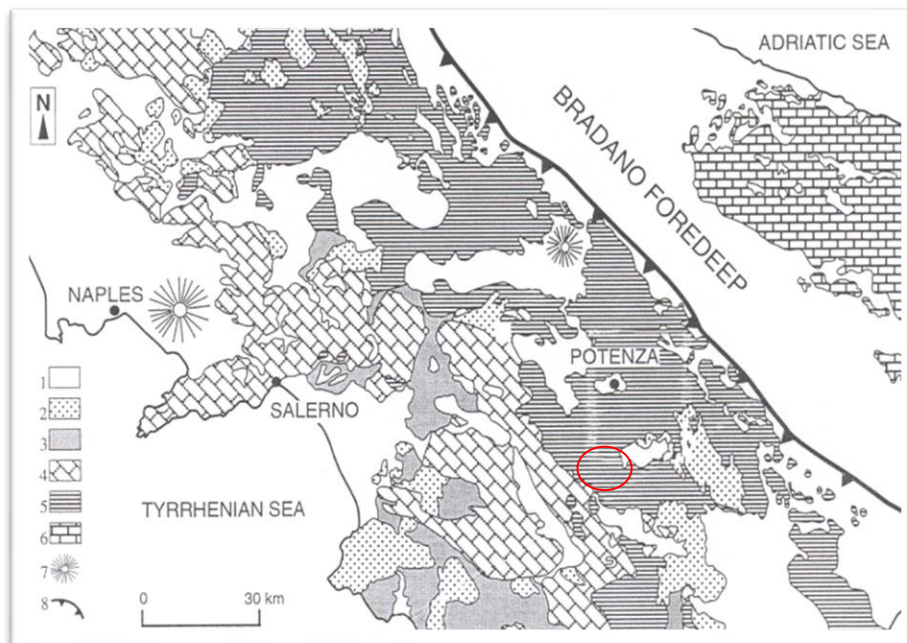 ADRIATIC SEA
N
BRADANO FOREDEEP
NAPLES
POTENZA
1
2
3
4
5
6
7
8
SALERNO
TYRRHENIAN SEA
0 30 km